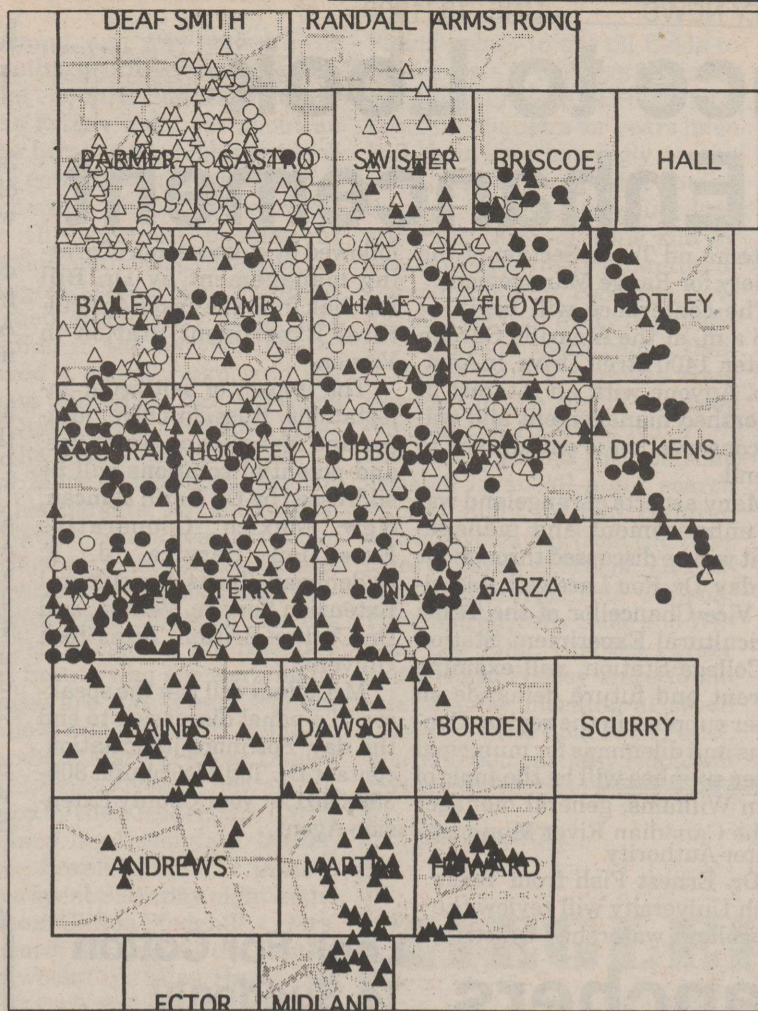 DEAF SMITH RANDALL ARMSTRONG
PARMER CASTRO SWISHER BRISCOE HALL
BAILEY LAMB HALE FLOYD MOTLEY
COCHRAN HOCKLEY LUBBOCK CROSBY DICKENS
YOAKUM TERRY LYNN GARZA
GAINES DAWSON BORDEN SCURRY
ANDREWS MARTIN HOWARD
ECTOR MIDLAND